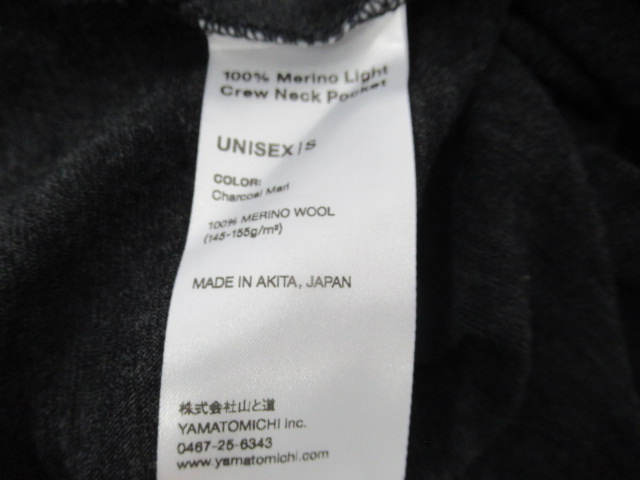 100% Merino Light
Crew Neck Pocket
UNISEX/S
COLOR:
Charcoal Marl
100% MERINO WOOL
(145-155g/m²)
MADE IN AKITA, JAPAN
株式会社山と道
YAMATOMICHI inc.
0467-25-6343
www.yamatomichi.com